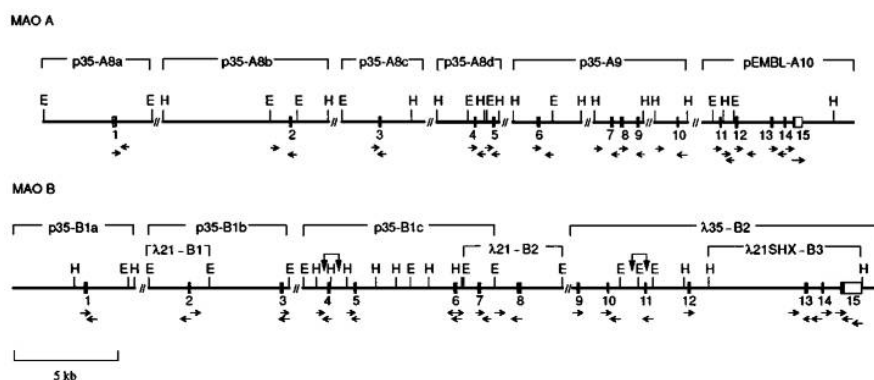 MAO A
p35-A8a p35-A8b p35-A8c p35-A8d p35-A9 pEMBL-A10
E E H E E H E H E H E H H E H H H H E H E H
1 2 3 4 5 6 7 8 9 10 11 12 13 14 15
MAO B
p35-B1a p35-B1b p35-B1c λ35-B2
λ21-B1 λ21-B2 λ21SHX-B3
H E H E E E E H H H H H H H E E E E E E H H H
1 2 3 4 5 6 7 8 9 10 11 12 13 14 15
5 kb